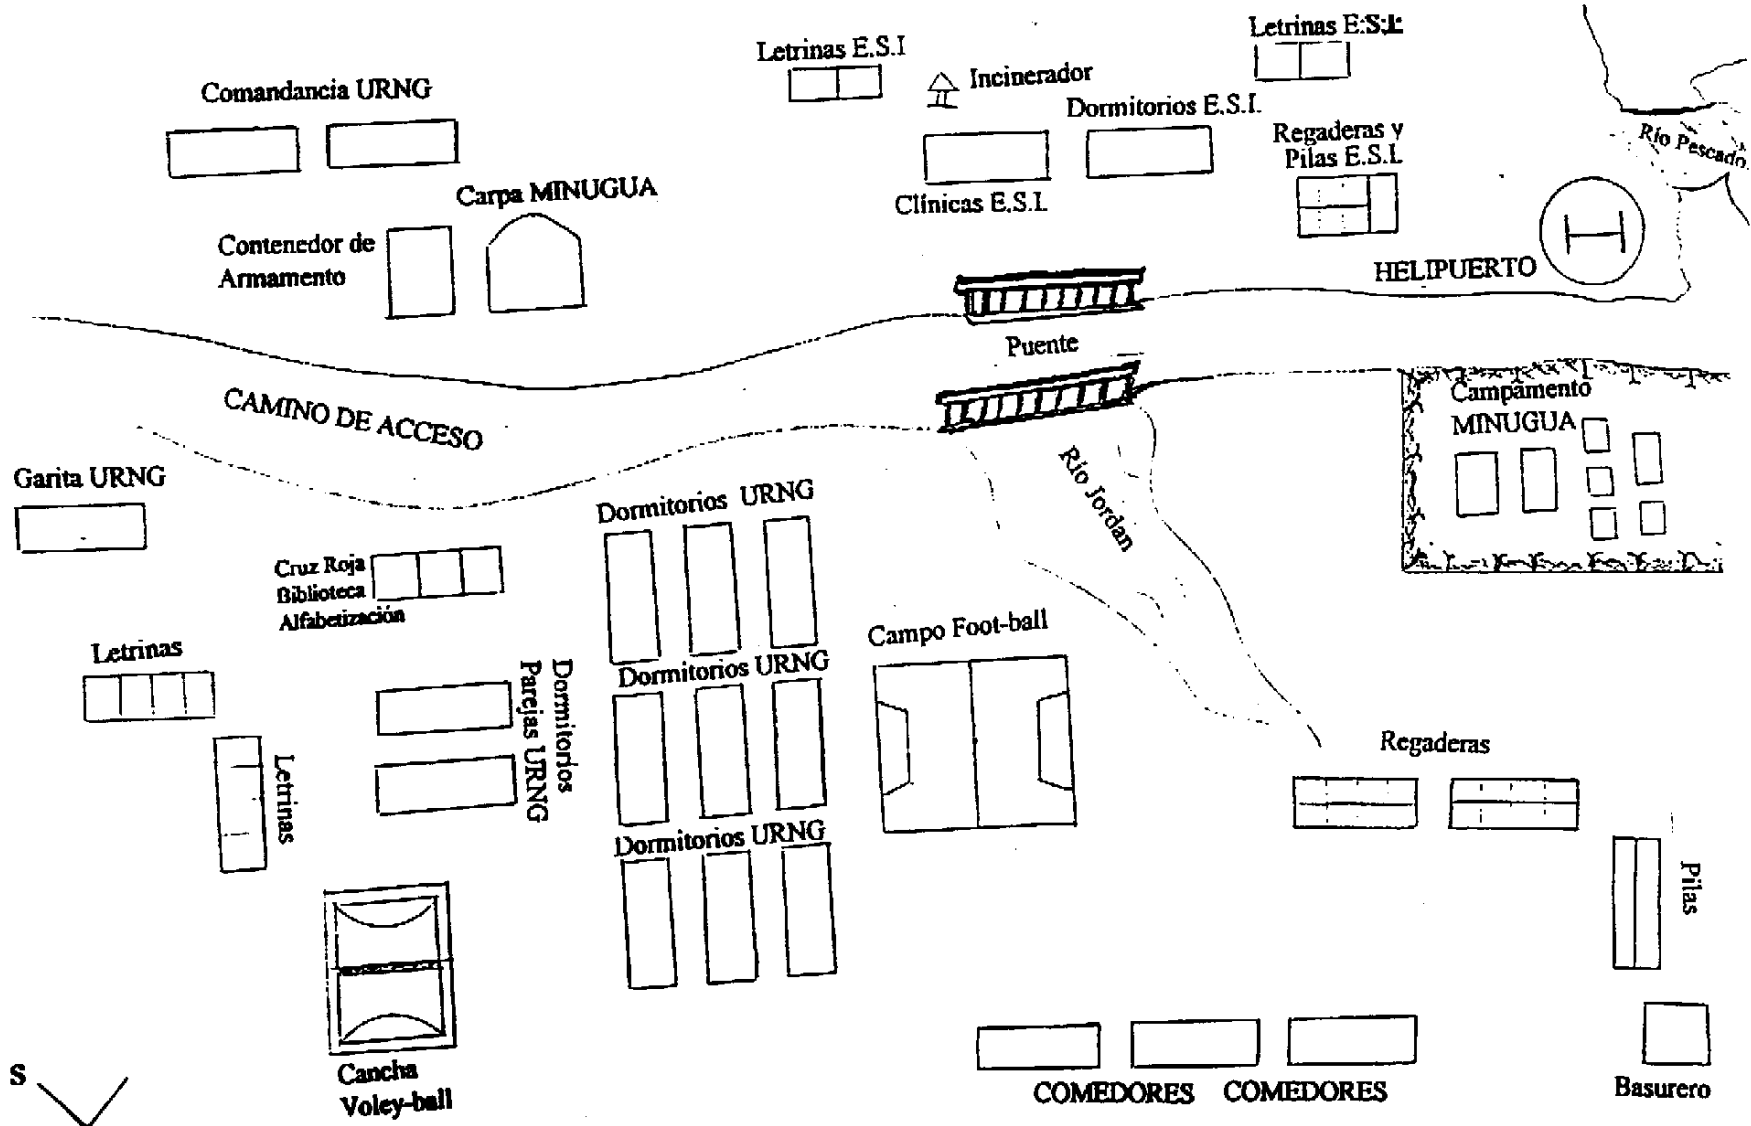 Letrinas E.S.I
Letrinas E.S.I.
Incinerador
Comandancia URNG
Dormitorios E.S.I.
Regaderas y
Pilas E.S.I.
Río Pescado
Carpa MINUGUA
Clínicas E.S.I.
Contenedor de
Armamento
H
HELIPUERTO
Puente
CAMINO DE ACCESO
Campamento
MINUGUA
Garita URNG
Río Jordan
Dormitorios URNG
Cruz Roja
Biblioteca
Alfabetización
Letrinas
Dormitorios URNG
Campo Foot-ball
Dormitorios
Parejas URNG
Letrinas
Regaderas
Dormitorios URNG
Pilas
S
Cancha
Voley-ball
COMEDORES
COMEDORES
Basurero